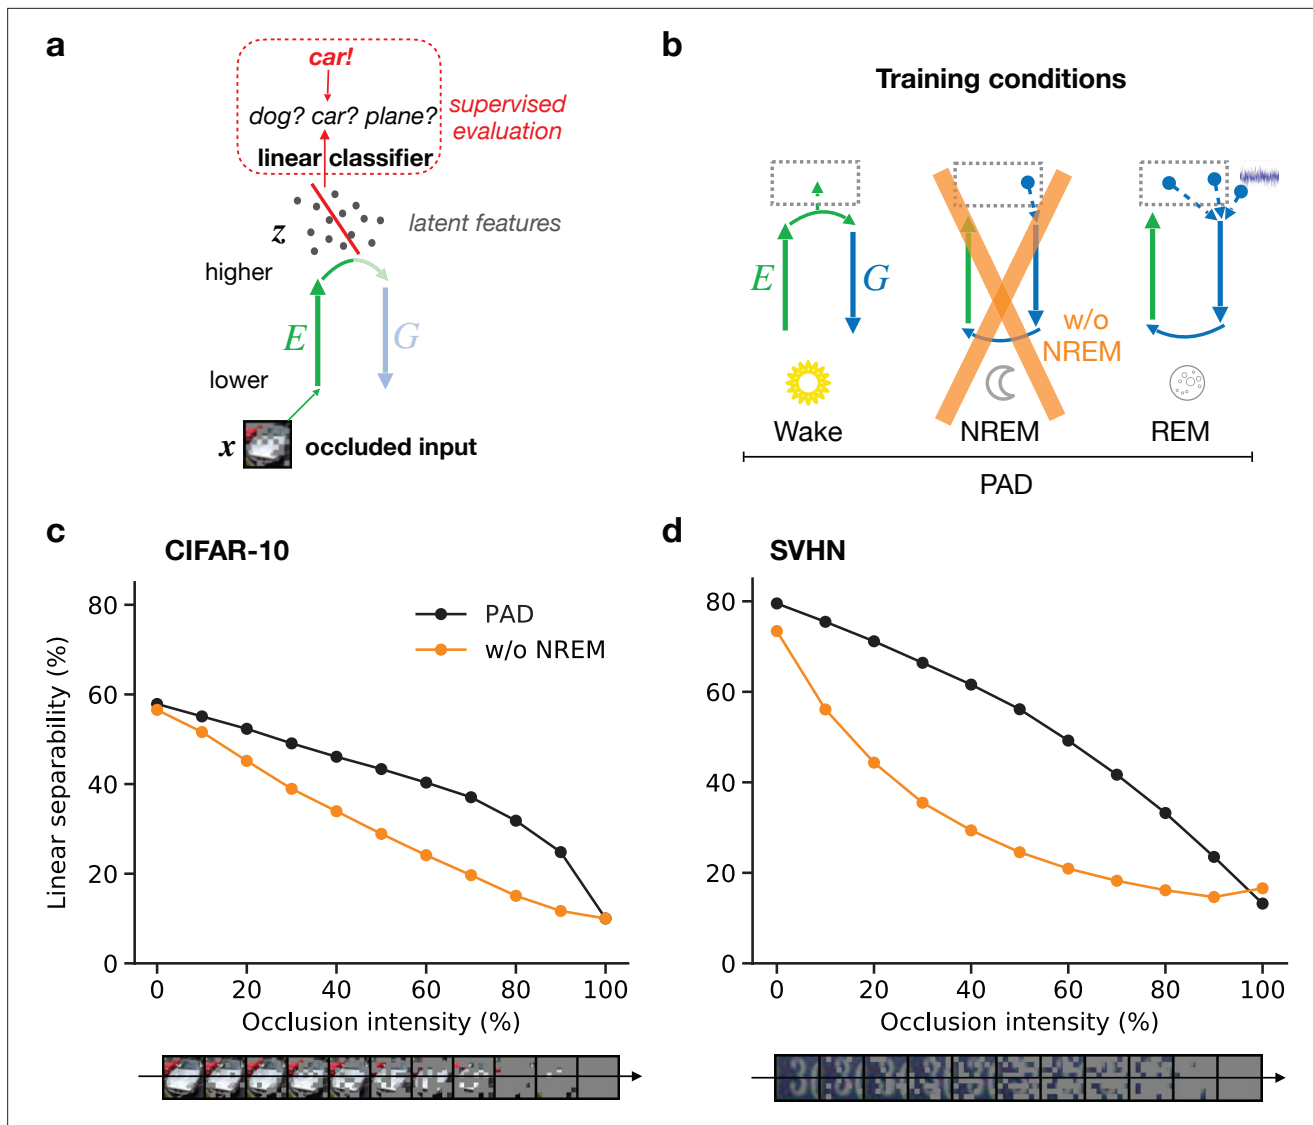 a
car!
dog? car? plane?
supervised
evaluation
linear classifier
z
latent features
higher
E
G
lower
x
occluded input
b
Training conditions
E
G
w/o
NREM
Wake
NREM
REM
PAD
c
CIFAR-10
PAD
w/o NREM
Linear separability (%)
80
60
40
20
0
0 20 40 60 80 100
Occlusion intensity (%)
d
SVHN
80
60
40
20
0
0 20 40 60 80 100
Occlusion intensity (%)